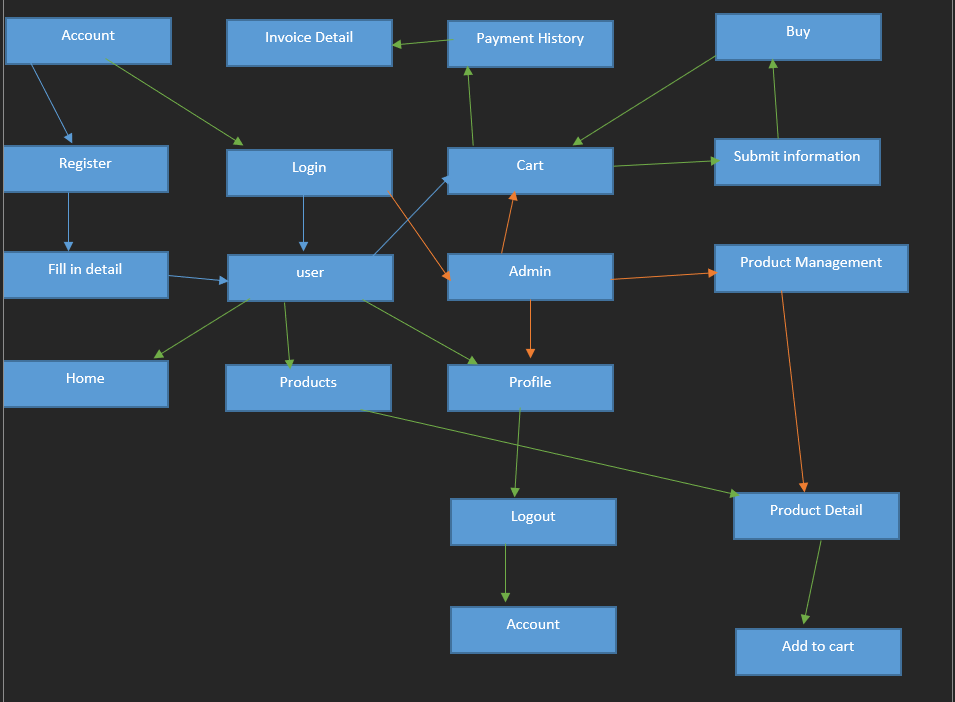 Account
Invoice Detail
Payment History
Buy
Register
Login
Cart
Submit information
Fill in detail
user
Admin
Product Management
Home
Products
Profile
Logout
Product Detail
Account
Add to cart